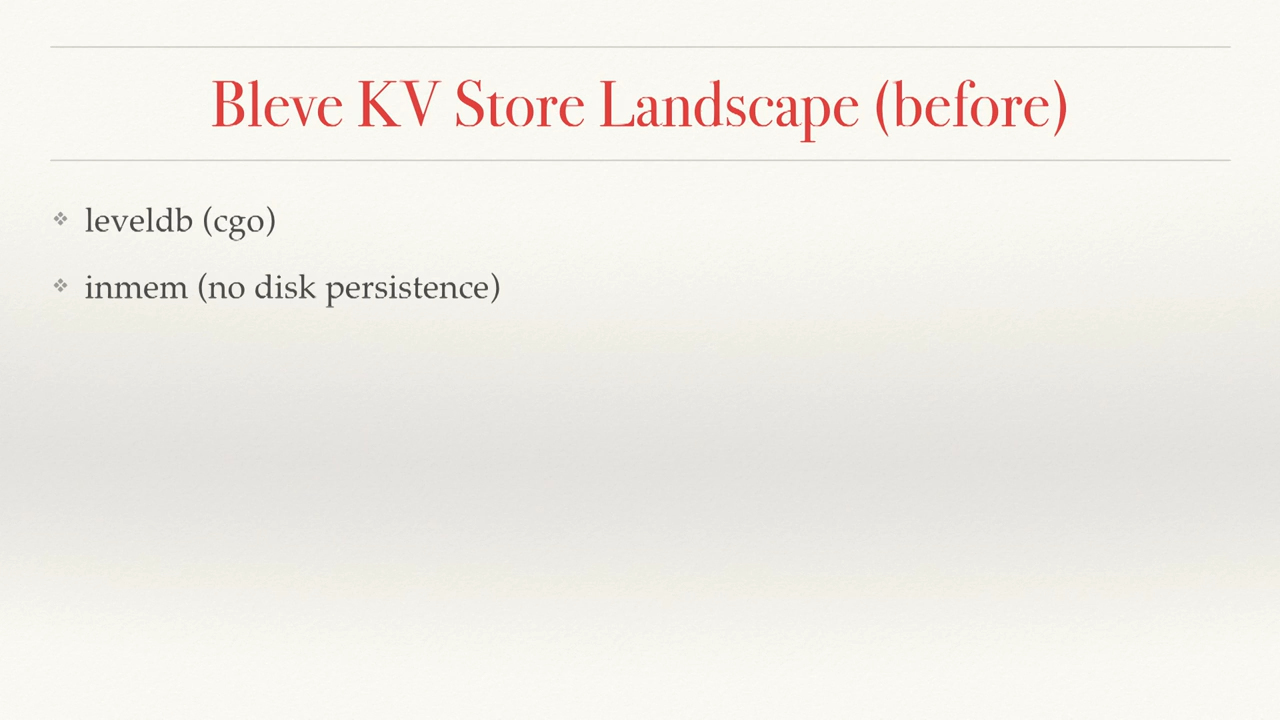 Bleve KV Store Landscape (before)
❖ leveldb (cgo)
❖ inmem (no disk persistence)